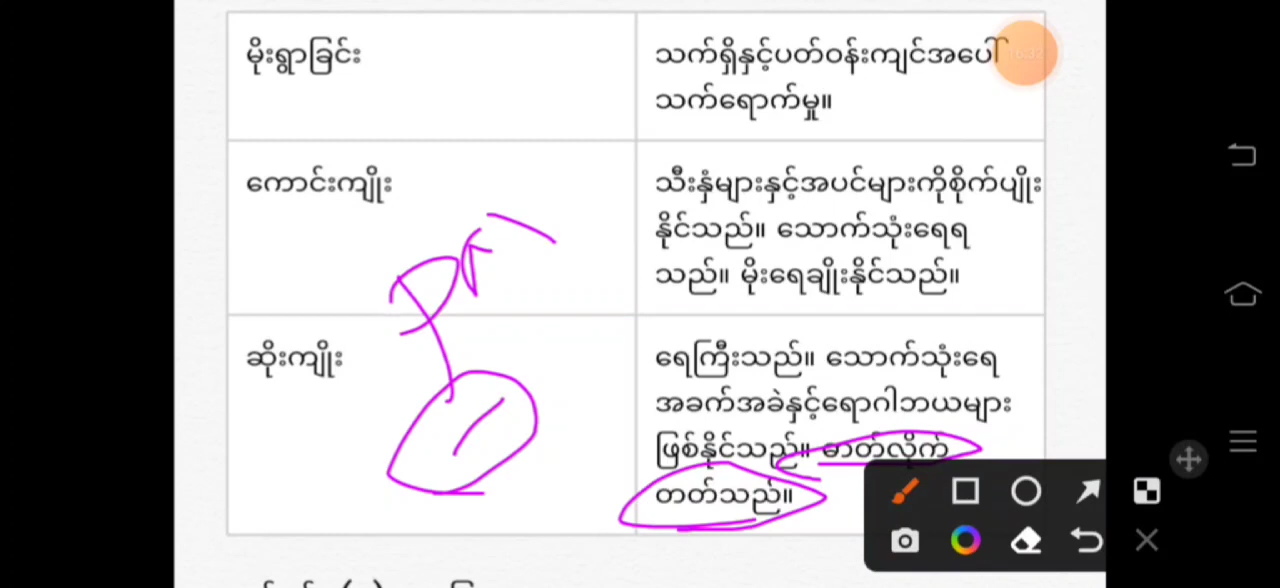 မိုးရွာခြင်း
သက်ရှိနှင့်ပတ်ဝန်းကျင်အပေါ်
သက်ရောက်မှု။
ကောင်းကျိုး
သီးနှံများနှင့်အပင်များကိုစိုက်ပျိုး
နိုင်သည်။ သောက်သုံးရေရ
သည်။ မိုးရေချိုးနိုင်သည်။
ဆိုးကျိုး
ရေကြီးသည်။ သောက်သုံးရေ
အခက်အခဲနှင့်ရောဂါဘယများ
ဖြစ်နိုင်သည်။ ဓာတ်လိုက်
တတ်သည်။